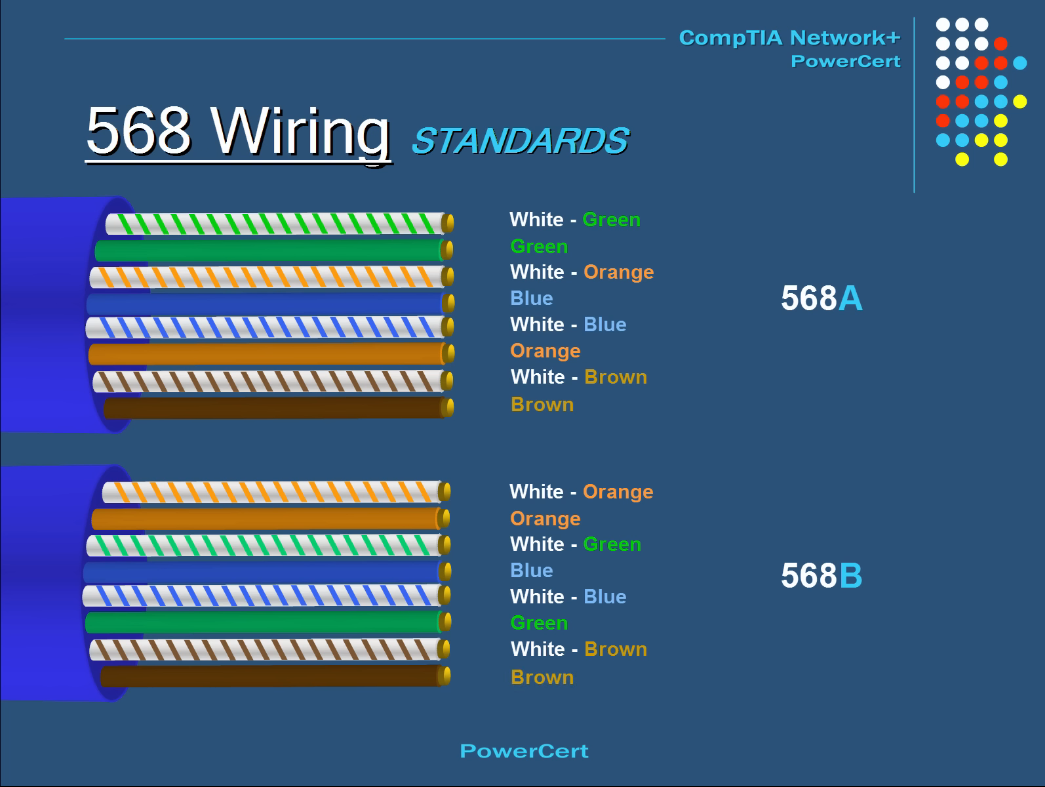 CompTIA Network+
PowerCert
568 Wiring STANDARDS
White - Green
Green
White - Orange
Blue
White - Blue
Orange
White - Brown
Brown
568A
White - Orange
Orange
White - Green
Blue
White - Blue
Green
White - Brown
Brown
568B
PowerCert